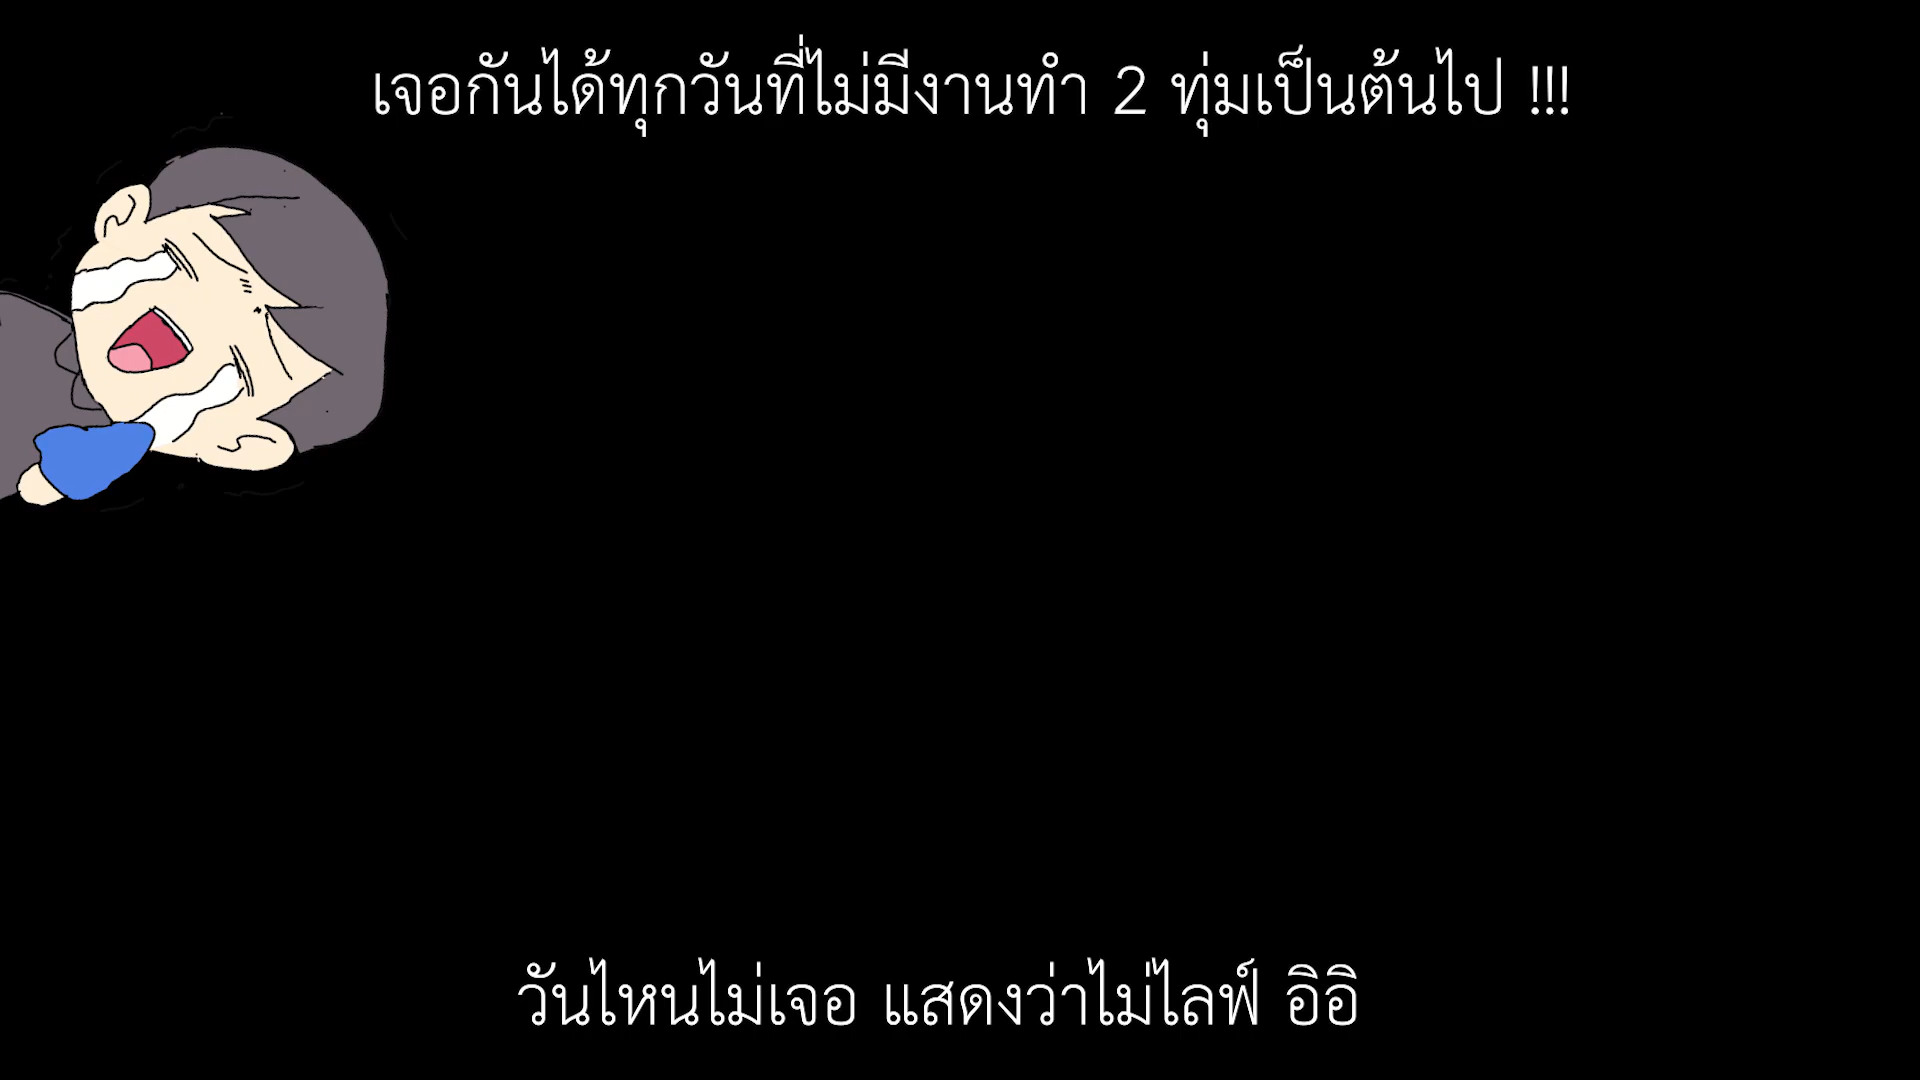 เจอกันได้ทุกวันที่ไม่มีงานทำ 2 ทุ่มเป็นต้นไป !!!
วันไหนไม่เจอ แสดงว่าไม่ไลฟ์ อิอิ